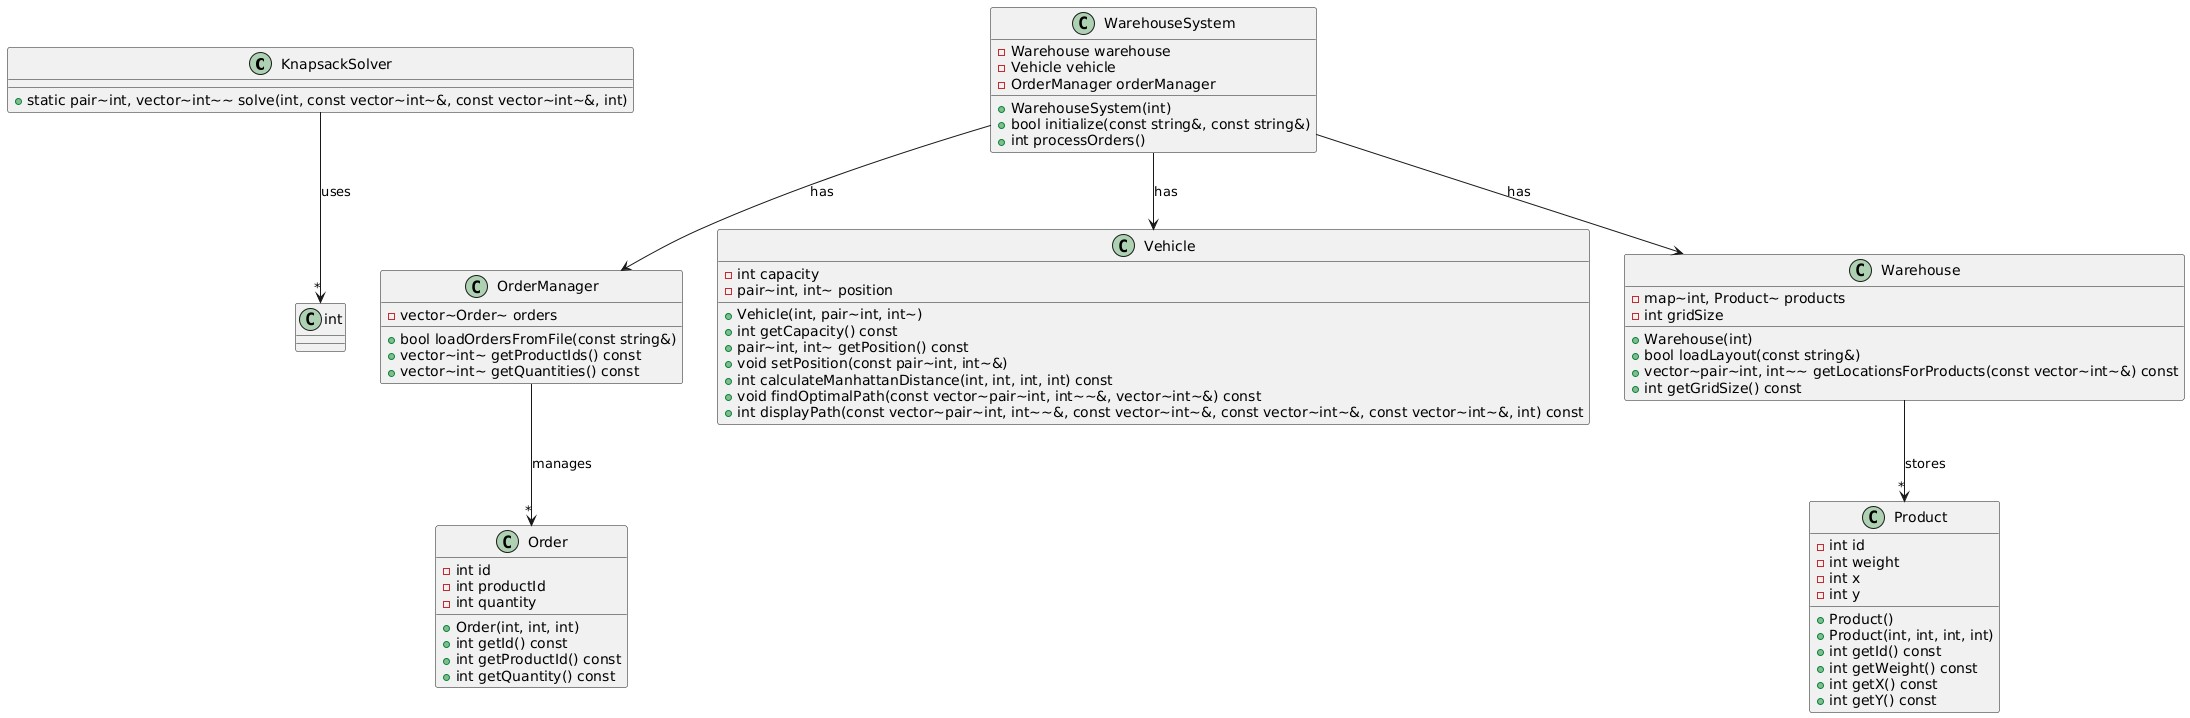 WarehouseSystem
Warehouse warehouse
Vehicle vehicle
OrderManager orderManager
WarehouseSystem(int)
bool initialize(const string&, const string&)
int processOrders()
KnapsackSolver
static pair~int, vector~int~~ solve(int, const vector~int~&, const vector~int~&, int)
uses
has
has
has
*
int
OrderManager
vector~Order~ orders
bool loadOrdersFromFile(const string&)
vector~int~ getProductIds() const
vector~int~ getQuantities() const
Vehicle
int capacity
pair~int, int~ position
Vehicle(int, pair~int, int~)
int getCapacity() const
pair~int, int~ getPosition() const
void setPosition(const pair~int, int~&)
int calculateManhattanDistance(int, int, int, int) const
void findOptimalPath(const vector~pair~int, int~~&, vector~int~&) const
int displayPath(const vector~pair~int, int~~&, const vector~int~&, const vector~int~&, const vector~int~&, int) const
Warehouse
map~int, Product~ products
int gridSize
Warehouse(int)
bool loadLayout(const string&)
vector~pair~int, int~~ getLocationsForProducts(const vector~int~&) const
int getGridSize() const
manages
*
stores
*
Order
int id
int productId
int quantity
Order(int, int, int)
int getId() const
int getProductId() const
int getQuantity() const
Product
int id
int weight
int x
int y
Product()
Product(int, int, int, int)
int getId() const
int getWeight() const
int getX() const
int getY() const